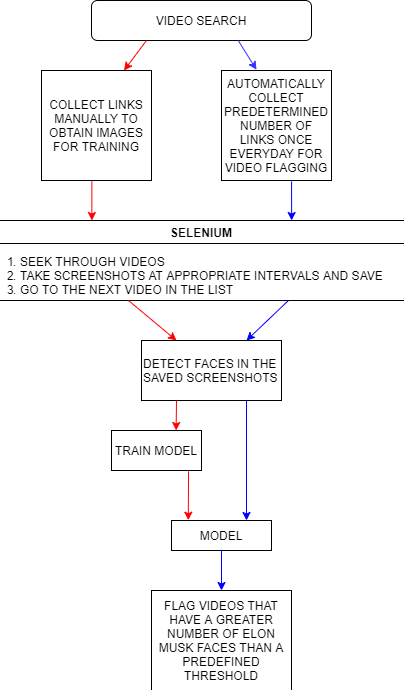 VIDEO SEARCH
COLLECT LINKS
MANUALLY TO
OBTAIN IMAGES
FOR TRAINING
AUTOMATICALLY
COLLECT
PREDETERMINED
NUMBER OF
LINKS ONCE
EVERYDAY FOR
VIDEO FLAGGING
SELENIUM
1. SEEK THROUGH VIDEOS
2. TAKE SCREENSHOTS AT APPROPRIATE INTERVALS AND SAVE
3. GO TO THE NEXT VIDEO IN THE LIST
DETECT FACES IN THE
SAVED SCREENSHOTS
TRAIN MODEL
MODEL
FLAG VIDEOS THAT
HAVE A GREATER
NUMBER OF ELON
MUSK FACES THAN A
PREDEFINED
THRESHOLD